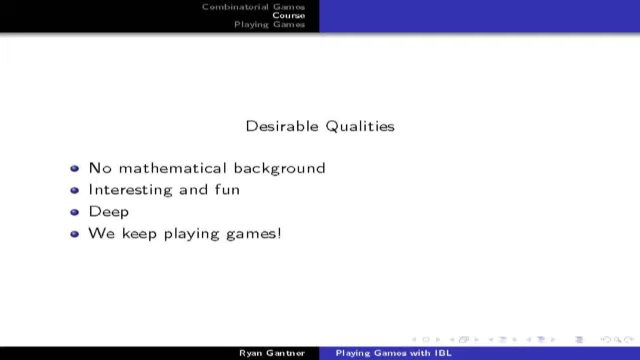 Combinatorial Games
Course
Playing Games
Desirable Qualities
No mathematical background
Interesting and fun
Deep
We keep playing games!
Ryan Gantner
Playing Games with IBL